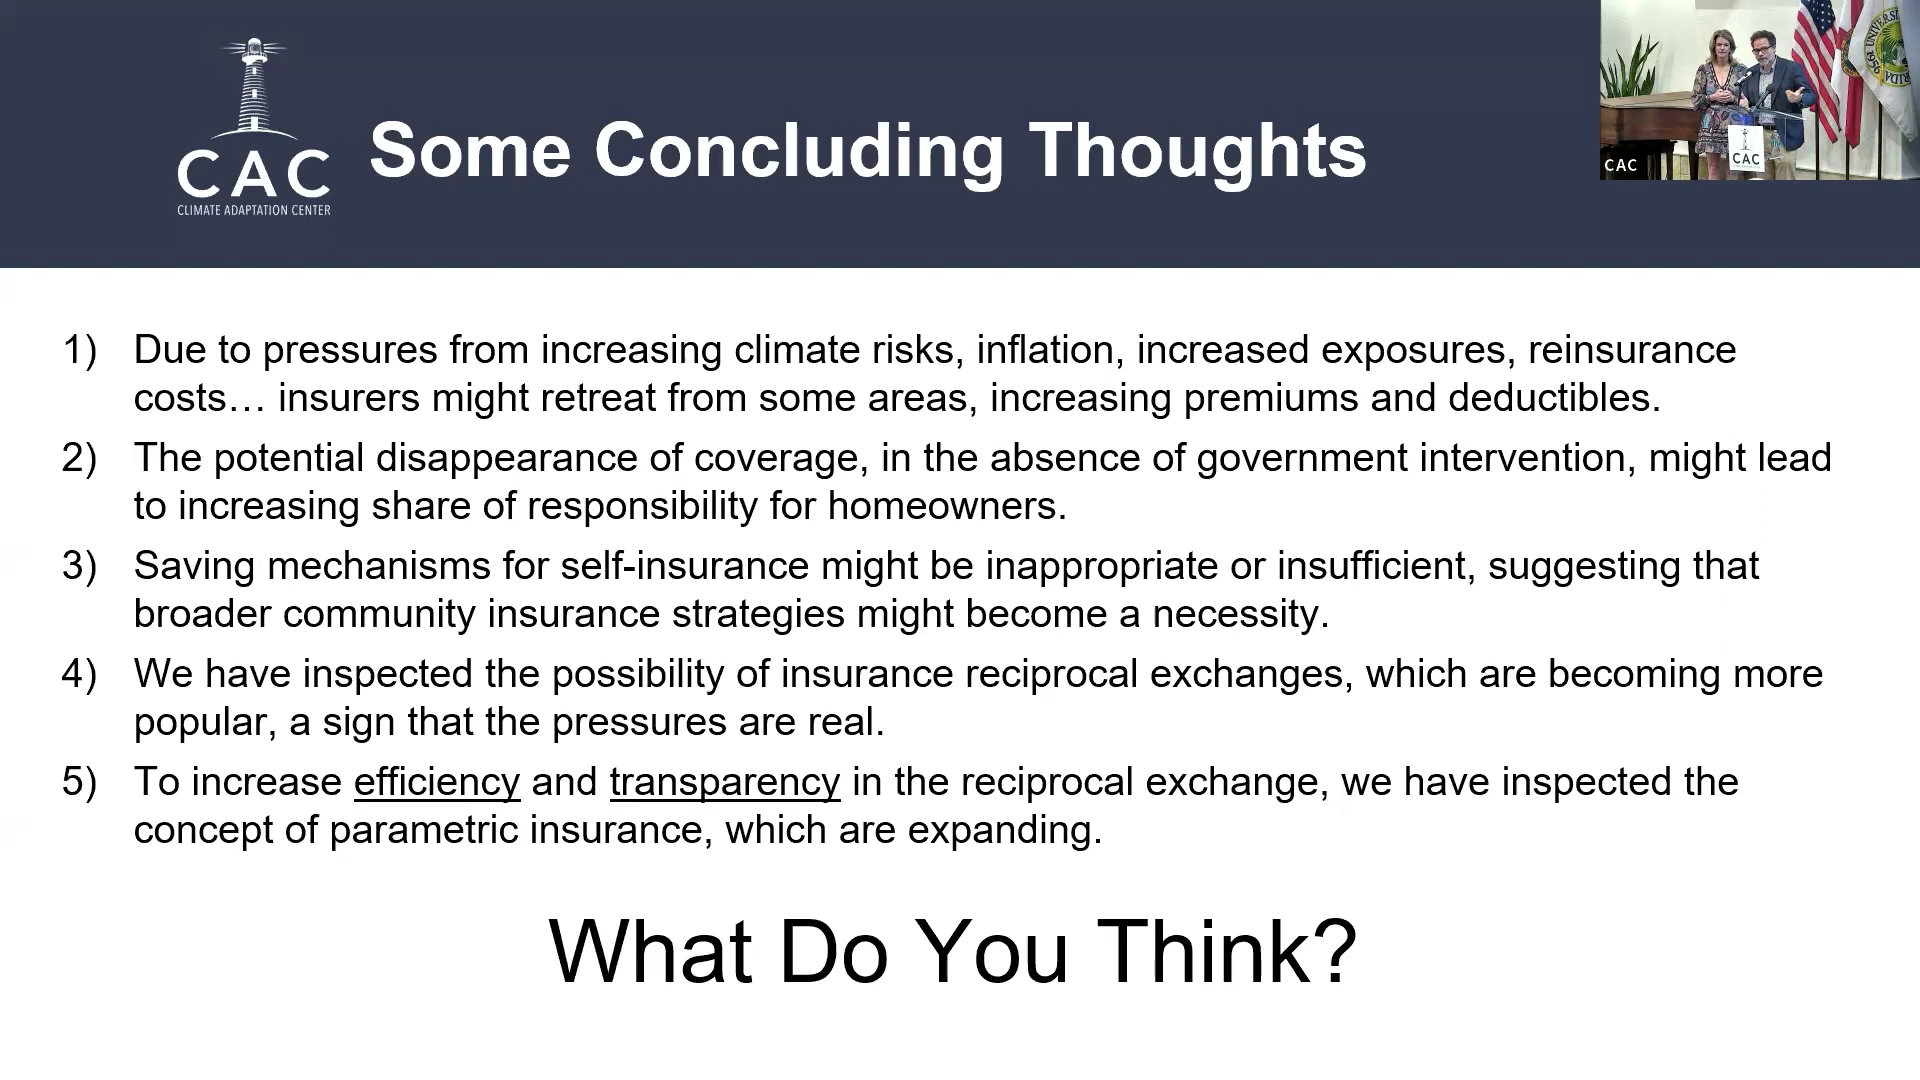 CAC
CLIMATE ADAPTATION CENTER
Some Concluding Thoughts
CAC
CAC
1) Due to pressures from increasing climate risks, inflation, increased exposures, reinsurance
costs… insurers might retreat from some areas, increasing premiums and deductibles.
2) The potential disappearance of coverage, in the absence of government intervention, might lead
to increasing share of responsibility for homeowners.
3) Saving mechanisms for self-insurance might be inappropriate or insufficient, suggesting that
broader community insurance strategies might become a necessity.
4) We have inspected the possibility of insurance reciprocal exchanges, which are becoming more
popular, a sign that the pressures are real.
5) To increase efficiency and transparency in the reciprocal exchange, we have inspected the
concept of parametric insurance, which are expanding.
What Do You Think?